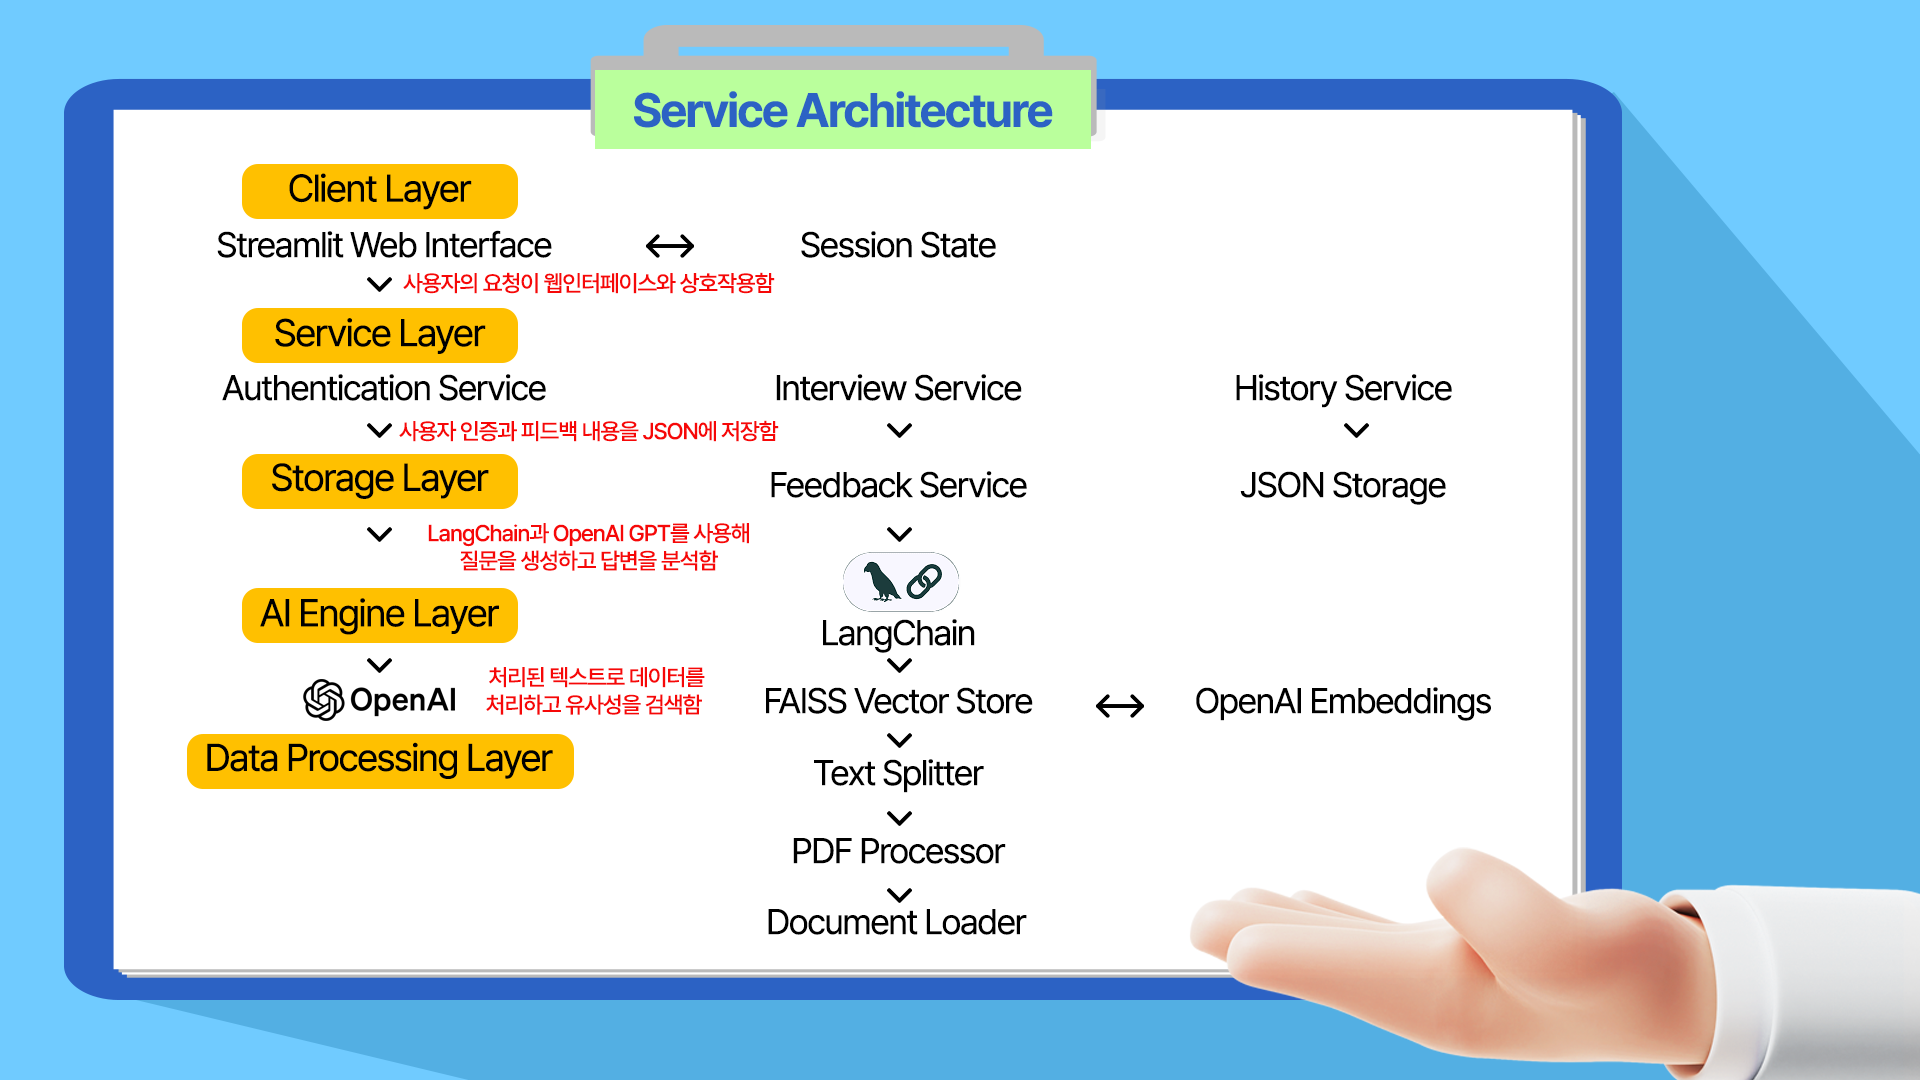 Service Architecture
Client Layer
Streamlit Web Interface
Session State
사용자의 요청이 웹인터페이스와 상호작용함
Service Layer
Authentication Service
Interview Service
History Service
사용자 인증과 피드백 내용을 JSON에 저장함
Storage Layer
Feedback Service
JSON Storage
LangChain과 OpenAI GPT를 사용해
질문을 생성하고 답변을 분석함
AI Engine Layer
LangChain
OpenAI
처리된 텍스트로 데이터를
처리하고 유사성을 검색함
FAISS Vector Store
OpenAI Embeddings
Data Processing Layer
Text Splitter
PDF Processor
Document Loader